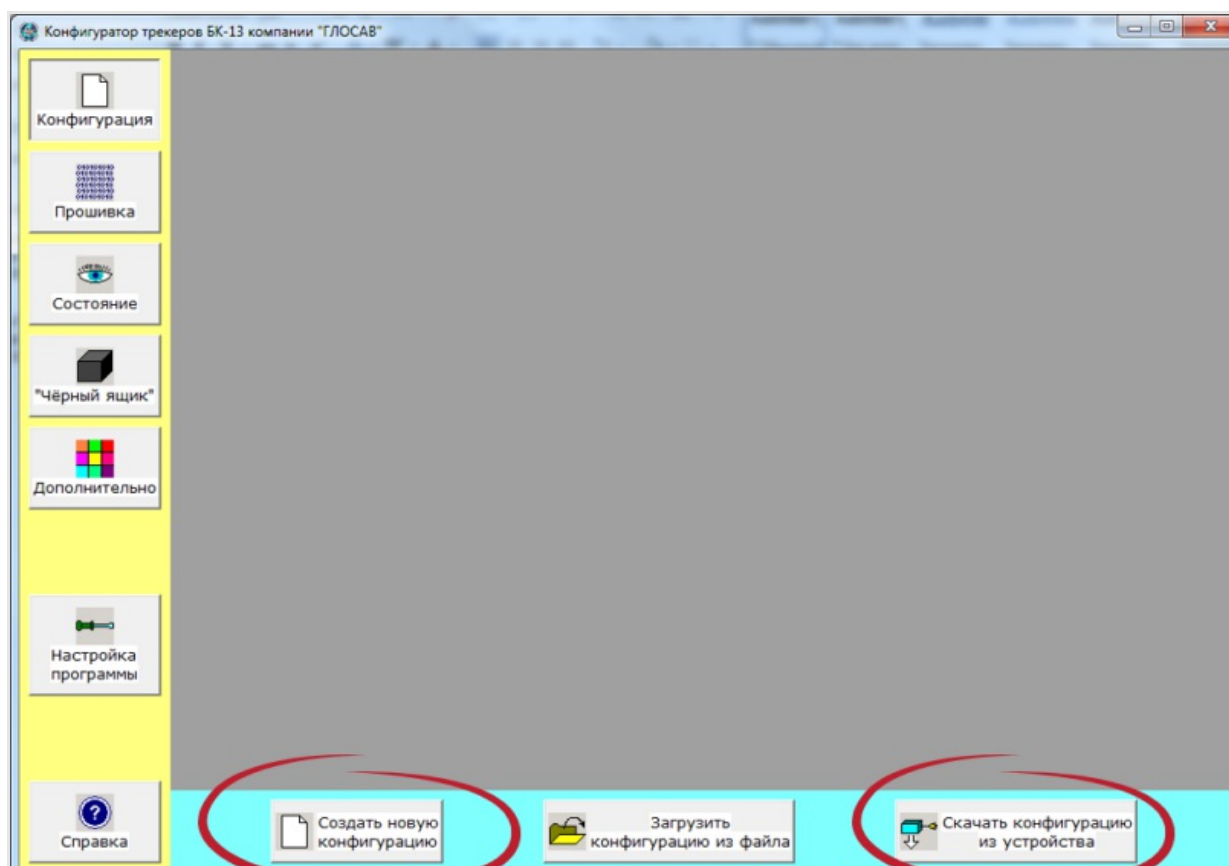 Конфигуратор трекеров БК-13 компании "ГЛОСАВ"
Конфигурация
Прошивка
Состояние
"Чёрный ящик"
Дополнительно
Настройка
программы
Справка
Создать новую
конфигурацию
Загрузить
конфигурацию из файла
Скачать конфигурацию
из устройства